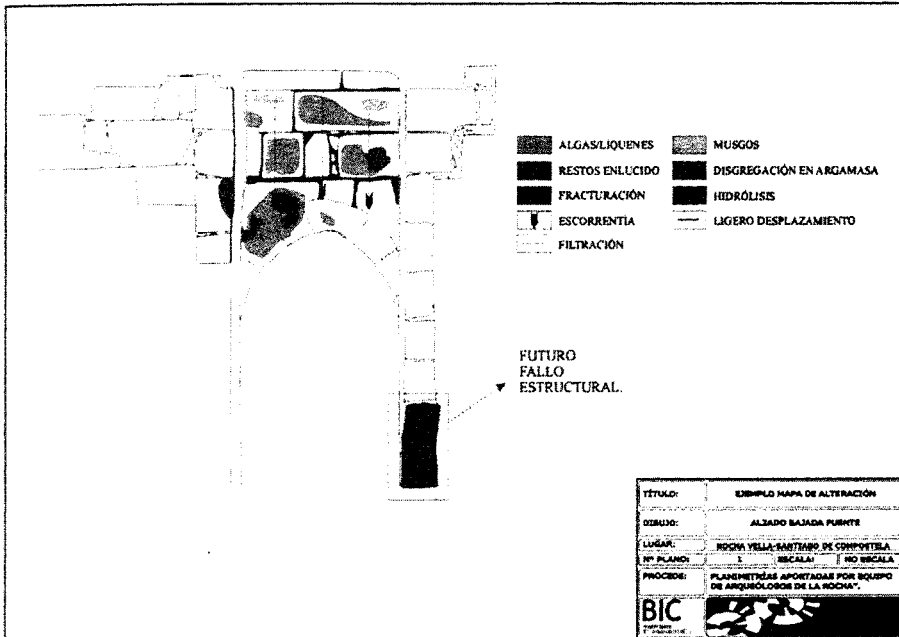 ALGAS/LIQUENES
MUSGOS
RESTOS ENLUCIDO
DISGREGACIÓN EN ARGAMASA
FRACTURACIÓN
HIDRÓLISIS
ESCORRENTÍA
LIGERO DESPLAZAMIENTO
FILTRACIÓN
FUTURO
FALLO
ESTRUCTURAL.
TÍTULO: EJEMPLO MAPA DE ALTERACIÓN
DIBUJO: ALZADO BAJADA PUENTE
LUGAR: ROCHA VELLA-SANTIAGO DE COMPOSTELA
Nº PLANO: 1 ESCALA: NO ESCALA
PROCEDE: PLANIMETRÍAS APORTADAS POR EQUIPO
DE ARQUEÓLOGOS DE LA ROCHA".
BIC